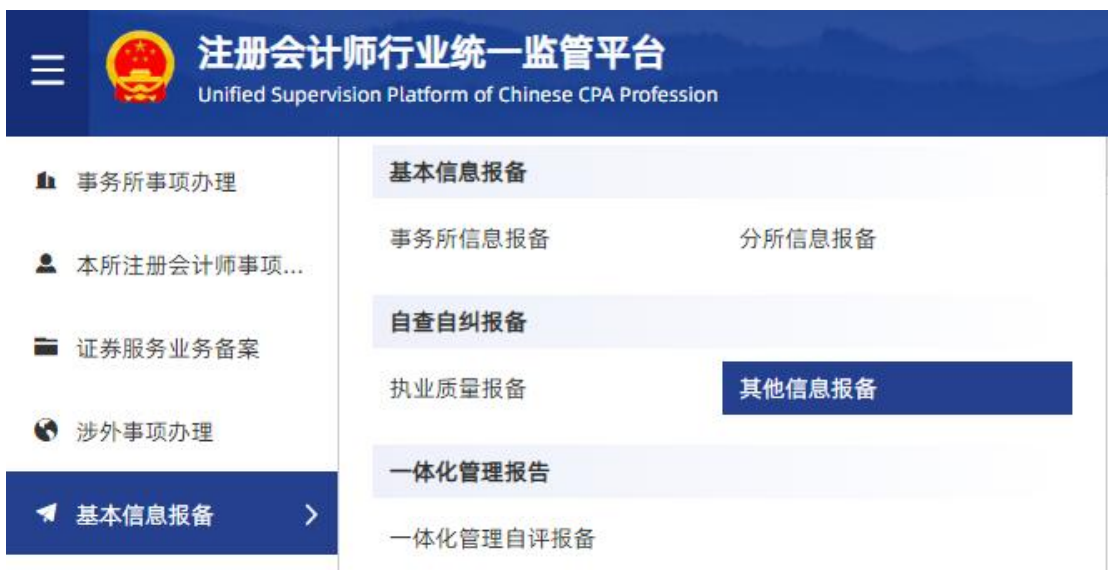 注册会计师行业统一监管平台
Unified Supervision Platform of Chinese CPA Profession
事务所事项办理
本所注册会计师事项...
证券服务业务备案
涉外事项办理
基本信息报备
基本信息报备
事务所信息报备 分所信息报备
自查自纠报备
执业质量报备 其他信息报备
一体化管理报告
一体化管理自评报备